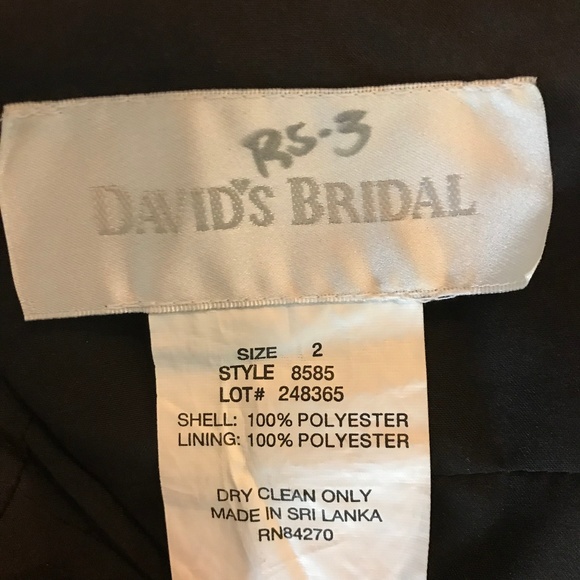 RS-3
DAVID'S BRIDAL
SIZE 2
STYLE 8585
LOT# 248365
SHELL: 100% POLYESTER
LINING: 100% POLYESTER
DRY CLEAN ONLY
MADE IN SRI LANKA
RN84270